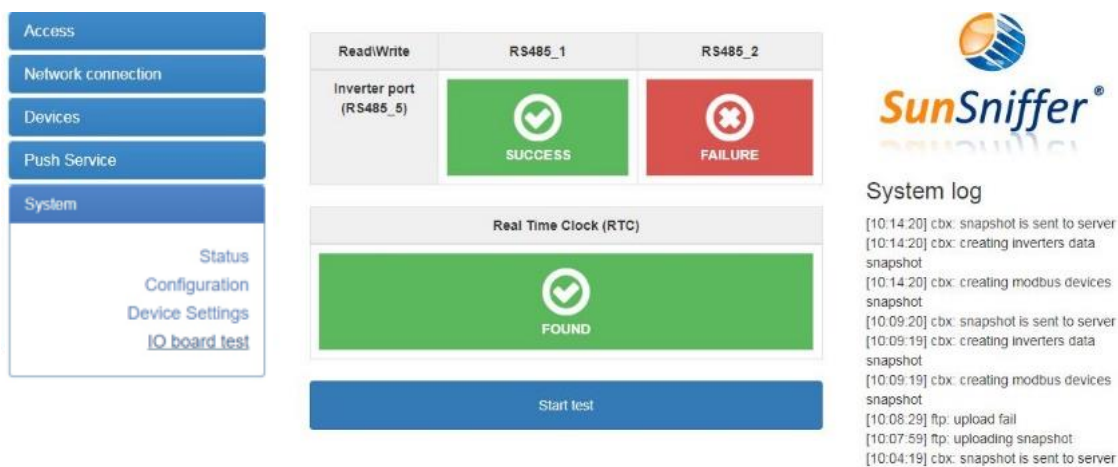 Access
Network connection
Devices
Push Service
System
Status
Configuration
Device Settings
IO board test
Read\Write
RS485_1
RS485_2
Inverter port
(RS485_5)
SUCCESS
FAILURE
Real Time Clock (RTC)
FOUND
Start test
SunSniffer®
System log
[10:14:20] cbx: snapshot is sent to server
[10:14:20] cbx: creating inverters data
snapshot
[10:14:20] cbx: creating modbus devices
snapshot
[10:09:20] cbx: snapshot is sent to server
[10:09:19] cbx: creating inverters data
snapshot
[10:09:19] cbx: creating modbus devices
snapshot
[10:08:29] ftp: upload fail
[10:07:59] ftp: uploading snapshot
[10:04:19] cbx: snapshot is sent to server